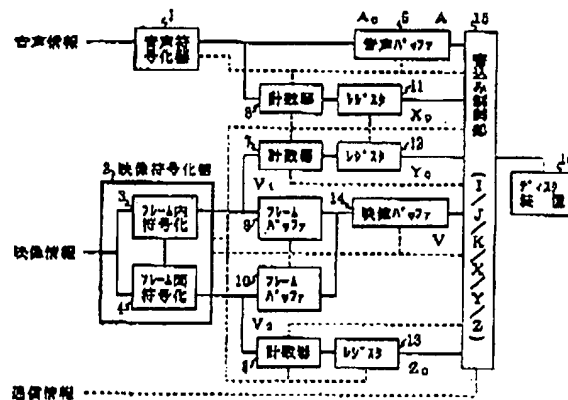 1
A₀
5
A
15
音声情報
音声符
号化器
音声バッファ
11
計数器
レジスタ
6
X₀
7
12
計数器
レジスタ
Y₀
書込み制御部
(I/J/K/X/Y/Z)
2 映像符号化器
3
V₁
14
フレーム内
符号化
フレーム
バッファ
映像バッファ
9
V
ディスク
装置
映像情報
10
フレーム間
符号化
フレーム
バッファ
4
V₂
13
計数器
レジスタ
8
Z₀
通信情報